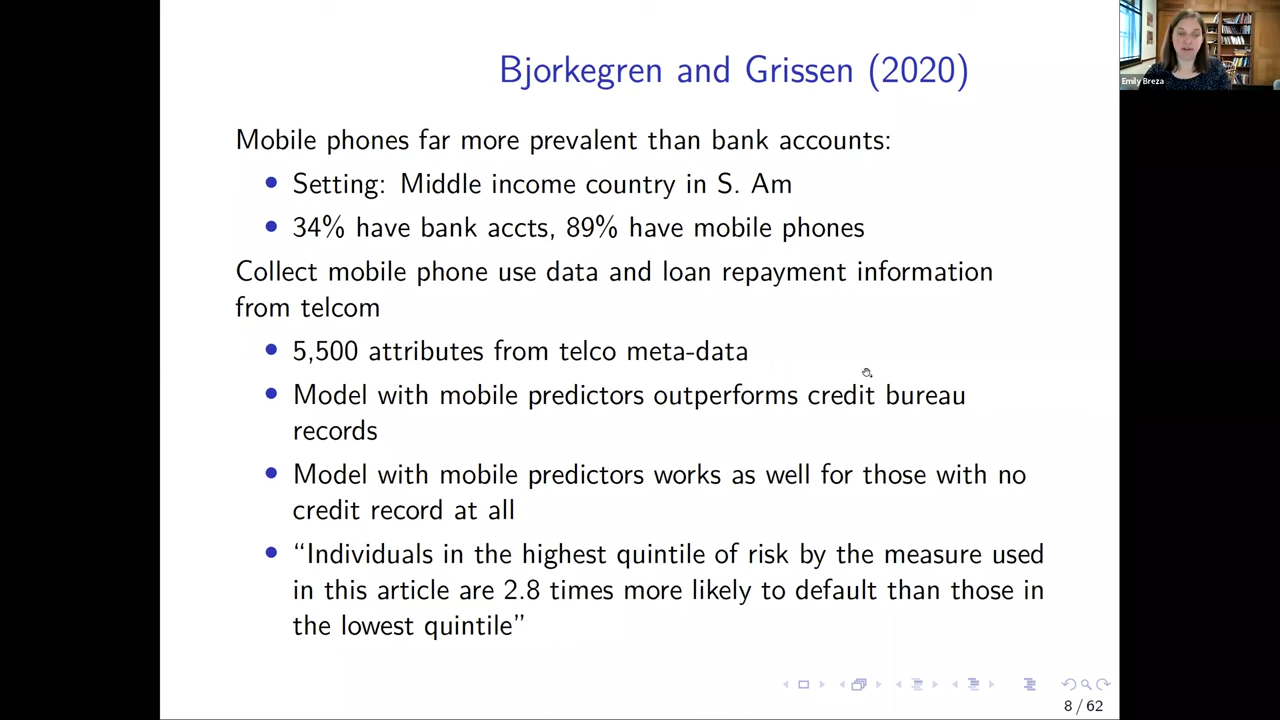 Bjorkegren and Grissen (2020)
Emily Breza
Mobile phones far more prevalent than bank accounts:
• Setting: Middle income country in S. Am
• 34% have bank accts, 89% have mobile phones
Collect mobile phone use data and loan repayment information
from telcom
• 5,500 attributes from telco meta-data
• Model with mobile predictors outperforms credit bureau
records
• Model with mobile predictors works as well for those with no
credit record at all
• “Individuals in the highest quintile of risk by the measure used
in this article are 2.8 times more likely to default than those in
the lowest quintile”
8 / 62